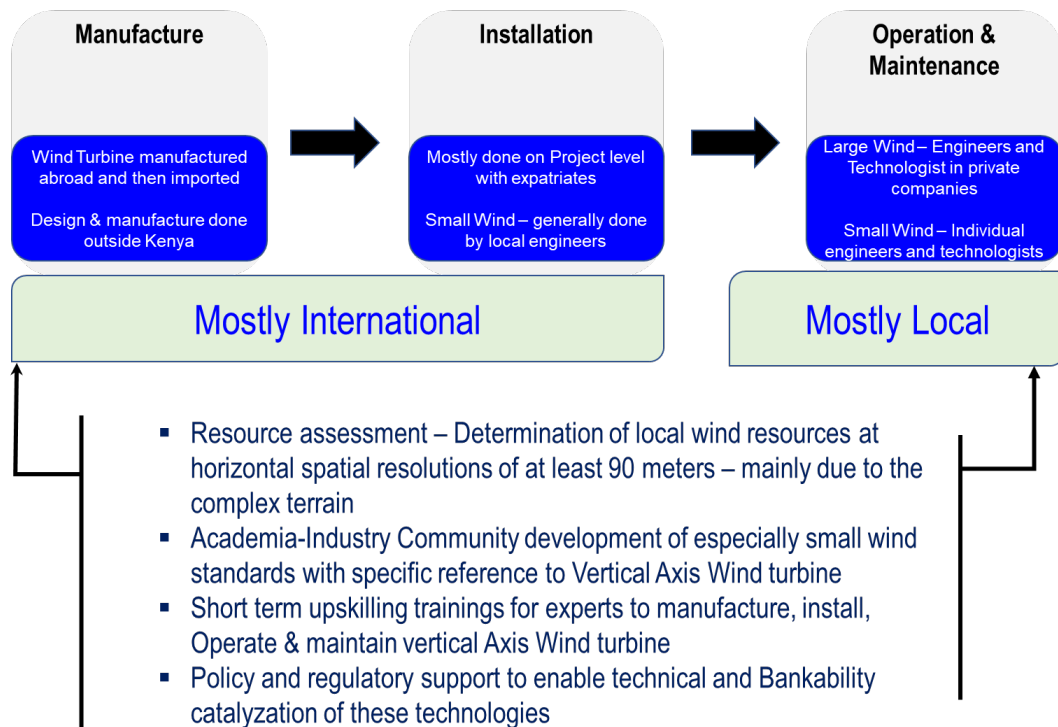 Manufacture
Wind Turbine manufactured
abroad and then imported
Design & manufacture done
outside Kenya
Installation
Mostly done on Project level
with expatriates
Small Wind – generally done
by local engineers
Operation &
Maintenance
Large Wind – Engineers and
Technologist in private
companies
Small Wind – Individual
engineers and technologists
Mostly International
Mostly Local
▪ Resource assessment – Determination of local wind resources at
horizontal spatial resolutions of at least 90 meters – mainly due to the
complex terrain
▪ Academia-Industry Community development of especially small wind
standards with specific reference to Vertical Axis Wind turbine
▪ Short term upskilling trainings for experts to manufacture, install,
Operate & maintain vertical Axis Wind turbine
▪ Policy and regulatory support to enable technical and Bankability
catalyzation of these technologies